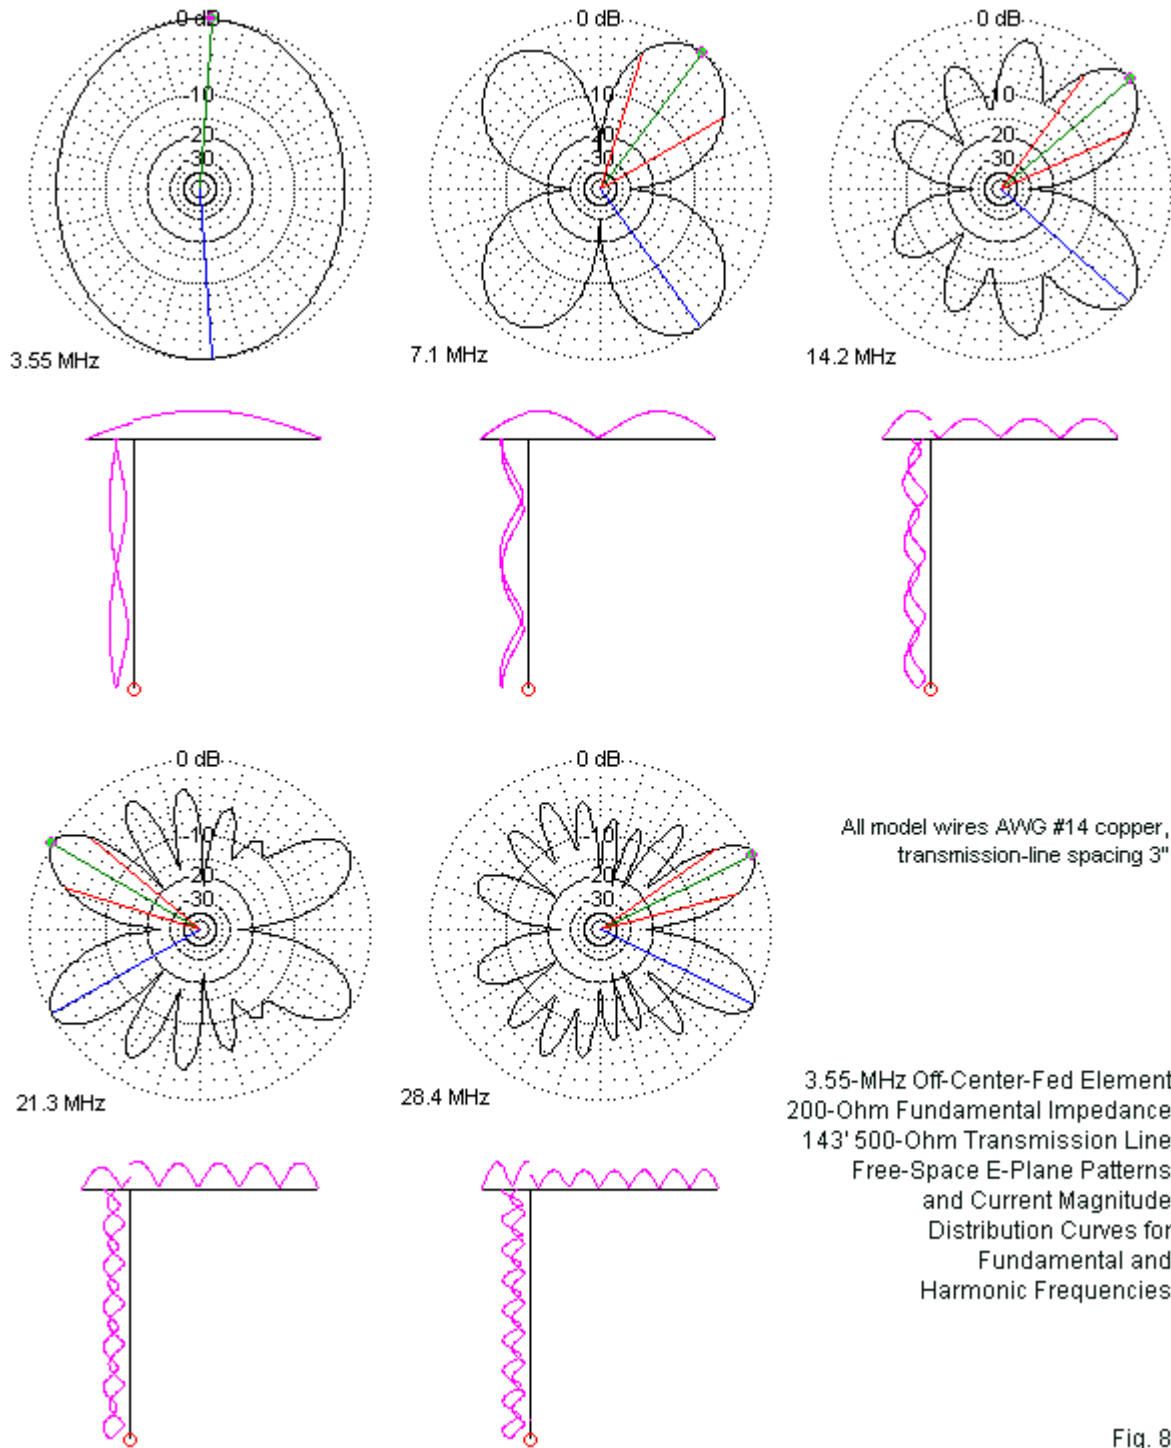 0 dB
10
20
30
3.55 MHz
0 dB
10
20
30
7.1 MHz
0 dB
10
20
30
14.2 MHz
0 dB
10
20
30
21.3 MHz
0 dB
10
20
30
28.4 MHz
All model wires AWG #14 copper,
transmission-line spacing 3"
3.55-MHz Off-Center-Fed Element
200-Ohm Fundamental Impedance
143' 500-Ohm Transmission Line
Free-Space E-Plane Patterns
and Current Magnitude
Distribution Curves for
Fundamental and
Harmonic Frequencies
Fig. 8